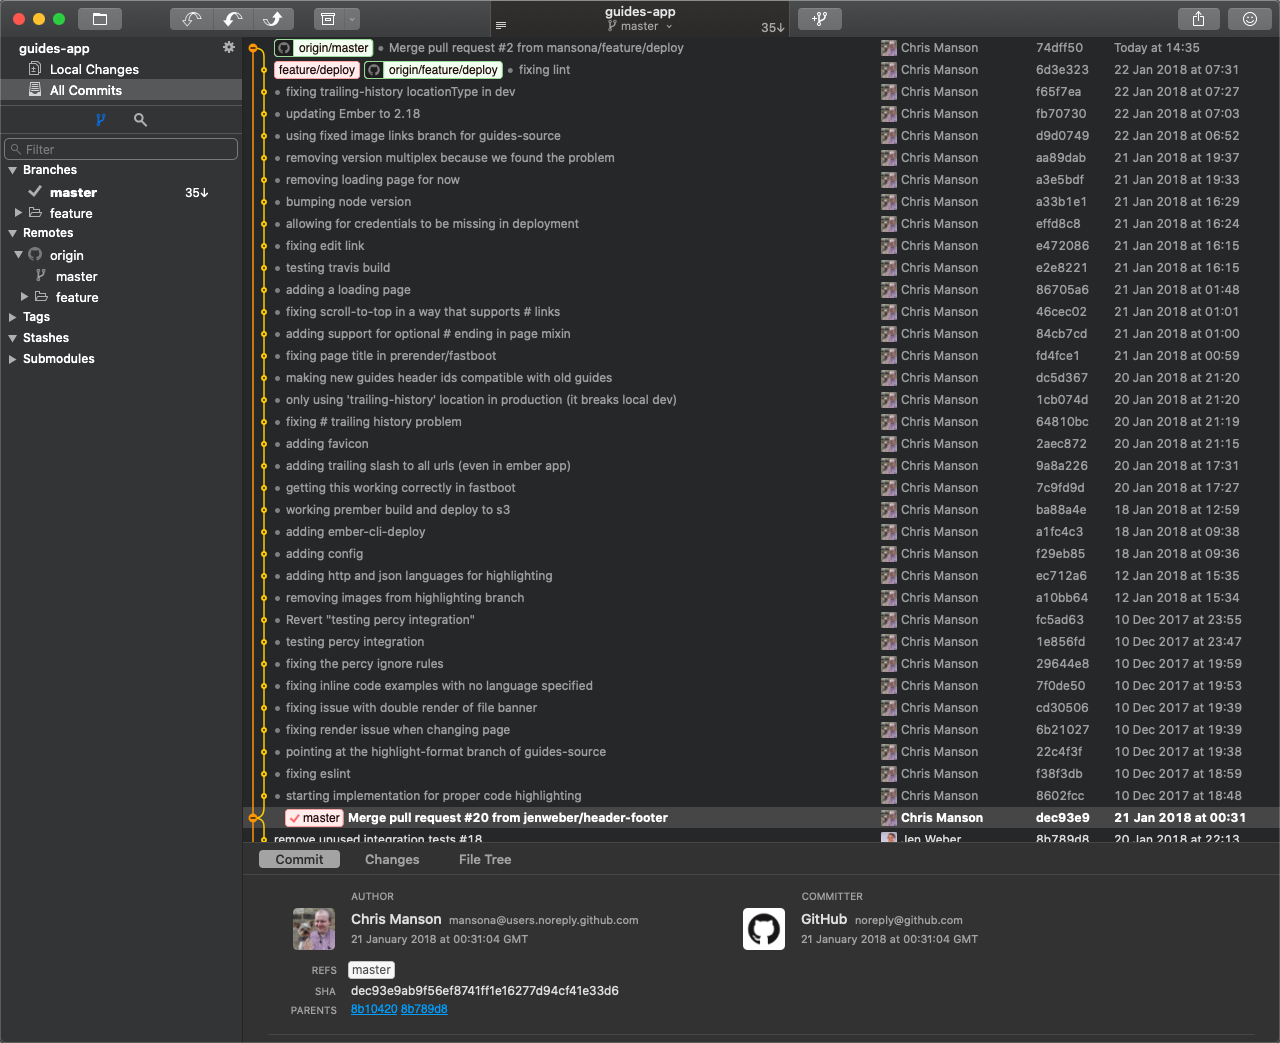 guides-app
master
35↓
guides-app
Local Changes
All Commits
Filter
Branches
master 35↓
feature
Remotes
origin
master
feature
Tags
Stashes
Submodules
origin/master Merge pull request #2 from mansona/feature/deploy Chris Manson 74dff50 Today at 14:35
feature/deploy origin/feature/deploy fixing lint Chris Manson 6d3e323 22 Jan 2018 at 07:31
fixing trailing-history locationType in dev Chris Manson f65f7ea 22 Jan 2018 at 07:27
updating Ember to 2.18 Chris Manson fb70730 22 Jan 2018 at 07:03
using fixed image links branch for guides-source Chris Manson d9d0749 22 Jan 2018 at 06:52
removing version multiplex because we found the problem Chris Manson aa89dab 21 Jan 2018 at 19:37
removing loading page for now Chris Manson a3e5bdf 21 Jan 2018 at 19:33
bumping node version Chris Manson a33b1e1 21 Jan 2018 at 16:29
allowing for credentials to be missing in deployment Chris Manson effd8c8 21 Jan 2018 at 16:24
fixing edit link Chris Manson e472086 21 Jan 2018 at 16:15
testing travis build Chris Manson e2e8221 21 Jan 2018 at 16:15
adding a loading page Chris Manson 86705a6 21 Jan 2018 at 01:48
fixing scroll-to-top in a way that supports # links Chris Manson 46cec02 21 Jan 2018 at 01:01
adding support for optional # ending in page mixin Chris Manson 84cb7cd 21 Jan 2018 at 01:00
fixing page title in prerender/fastboot Chris Manson fd4fce1 21 Jan 2018 at 00:59
making new guides header ids compatible with old guides Chris Manson dc5d367 20 Jan 2018 at 21:20
only using 'trailing-history' location in production (it breaks local dev) Chris Manson 1cb074d 20 Jan 2018 at 21:20
fixing # trailing history problem Chris Manson 64810bc 20 Jan 2018 at 21:19
adding favicon Chris Manson 2aec872 20 Jan 2018 at 21:15
adding trailing slash to all urls (even in ember app) Chris Manson 9a8a226 20 Jan 2018 at 17:31
getting this working correctly in fastboot Chris Manson 7c9fd9d 20 Jan 2018 at 17:27
working prember build and deploy to s3 Chris Manson ba88a4e 18 Jan 2018 at 12:59
adding ember-cli-deploy Chris Manson a1fc4c3 18 Jan 2018 at 09:38
adding config Chris Manson f29eb85 18 Jan 2018 at 09:36
adding http and json languages for highlighting Chris Manson ec712a6 12 Jan 2018 at 15:35
removing images from highlighting branch Chris Manson a10bb64 12 Jan 2018 at 15:34
Revert "testing percy integration" Chris Manson fc5ad63 10 Dec 2017 at 23:55
testing percy integration Chris Manson 1e856fd 10 Dec 2017 at 23:47
fixing the percy ignore rules Chris Manson 29644e8 10 Dec 2017 at 19:59
fixing inline code examples with no language specified Chris Manson 7f0de50 10 Dec 2017 at 19:53
fixing issue with double render of file banner Chris Manson cd30506 10 Dec 2017 at 19:39
fixing render issue when changing page Chris Manson 6b21027 10 Dec 2017 at 19:39
pointing at the highlight-format branch of guides-source Chris Manson 22c4f3f 10 Dec 2017 at 19:38
fixing eslint Chris Manson f38f3db 10 Dec 2017 at 18:59
starting implementation for proper code highlighting Chris Manson 8602fcc 10 Dec 2017 at 18:48
master Merge pull request #20 from jenweber/header-footer Chris Manson dec93e9 21 Jan 2018 at 00:31
remove unused integration tests #18 Jen Weber 8b789d8 20 Jan 2018 at 22:13
Commit Changes File Tree
AUTHOR COMMITTER
Chris Manson mansona@users.noreply.github.com GitHub noreply@github.com
21 January 2018 at 00:31:04 GMT 21 January 2018 at 00:31:04 GMT
REFS master
SHA dec93e9ab9f56ef8741ff1e16277d94cf41e33d6
PARENTS 8b10420 8b789d8